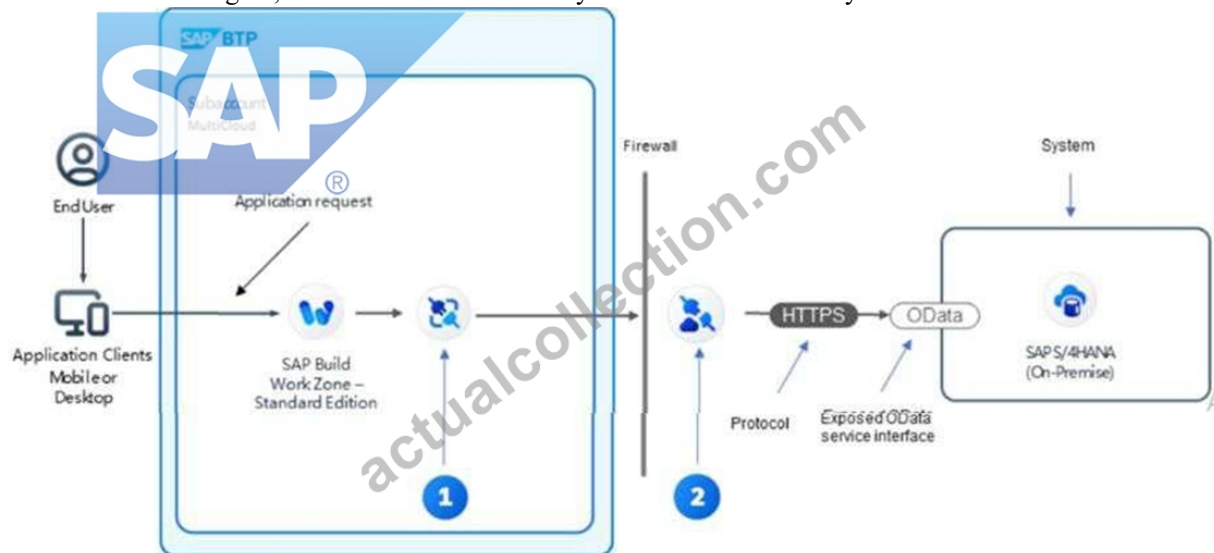 SAP BTP
SAP
®
Subaccount
MultiCloud
Firewall
System
End User
Application request
HTTPS
OData
Application Clients
Mobile or
Desktop
SAP Build
Work Zone –
Standard Edition
SAP S/4HANA
(On-Premise)
Protocol
Exposed OData
service interface
1
2
actualcollection.com